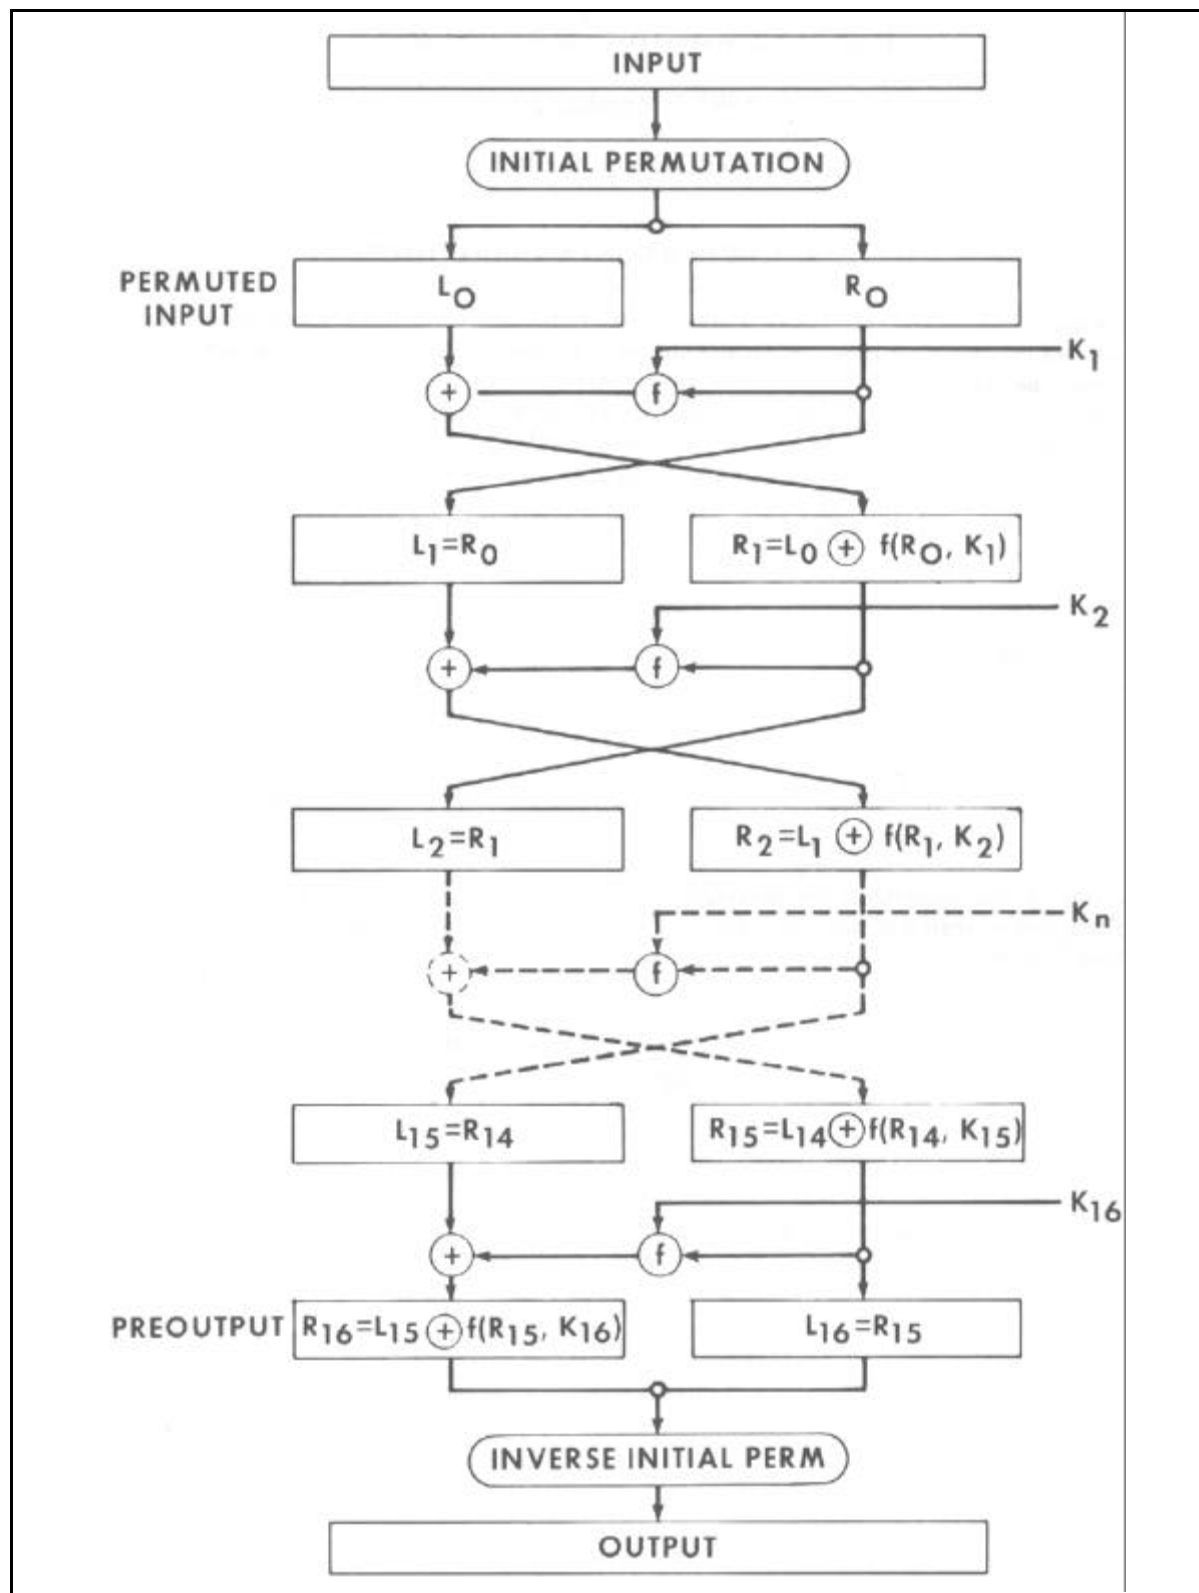 INPUT
INITIAL PERMUTATION
PERMUTED
INPUT
L₀
R₀
K₁
+
f
L₁=R₀
R₁=L₀ ⊕ f(R₀, K₁)
K₂
+
f
L₂=R₁
R₂=L₁ ⊕ f(R₁, K₂)
Kₙ
+
f
L₁₅=R₁₄
R₁₅=L₁₄⊕f(R₁₄, K₁₅)
K₁₆
+
f
PREOUTPUT
R₁₆=L₁₅⊕f(R₁₅, K₁₆)
L₁₆=R₁₅
INVERSE INITIAL PERM
OUTPUT